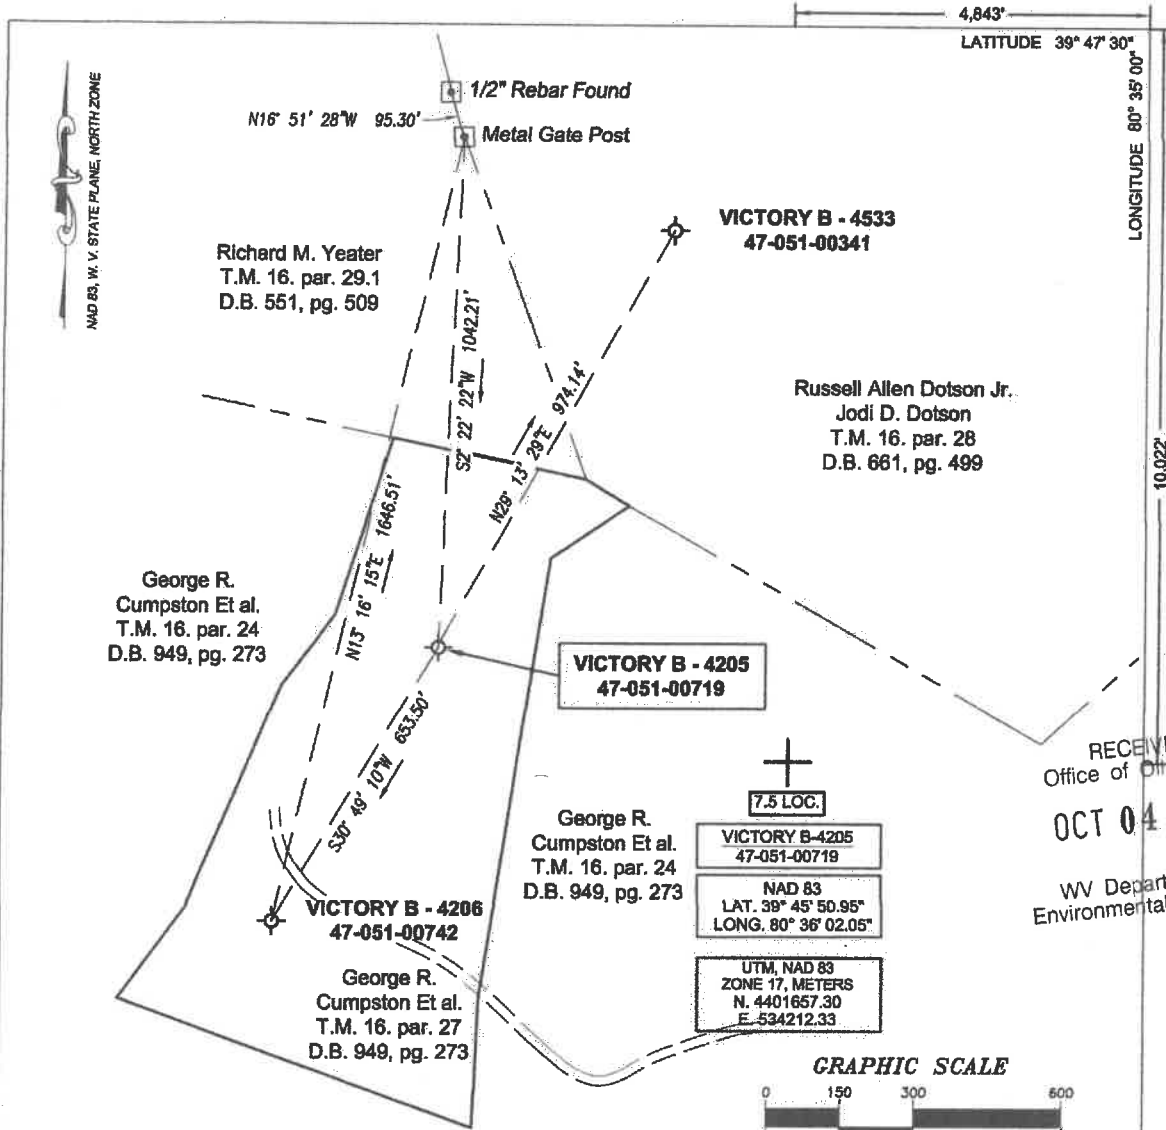 4,843'
LATITUDE 39° 47' 30"
LONGITUDE 80° 35' 00"
10,022'
NAD 83, W. V. STATE PLANE, NORTH ZONE
1/2" Rebar Found
N16° 51' 28"W 95.30'
Metal Gate Post
VICTORY B - 4533
47-051-00341
Richard M. Yeater
T.M. 16. par. 29.1
D.B. 551, pg. 509
S2° 22' 22"W 1042.21'
N29° 13' 29"E 974.14'
Russell Allen Dotson Jr.
Jodi D. Dotson
T.M. 16. par. 28
D.B. 661, pg. 499
N13° 16' 15"E 1646.51'
George R.
Cumpston Et al.
T.M. 16. par. 24
D.B. 949, pg. 273
VICTORY B - 4205
47-051-00719
S30° 49' 10"W 653.50'
RECEIV
Office of Oil
OCT 04
WV Depart
Environmental
7.5 LOC.
VICTORY B-4205
47-051-00719
George R.
Cumpston Et al.
T.M. 16. par. 24
D.B. 949, pg. 273
NAD 83
LAT. 39° 45' 50.95"
LONG. 80° 36' 02.05"
VICTORY B - 4206
47-051-00742
George R.
Cumpston Et al.
T.M. 16. par. 27
D.B. 949, pg. 273
UTM, NAD 83
ZONE 17, METERS
N. 4401657.30
E. 534212.33
GRAPHIC SCALE
0 150 300 600